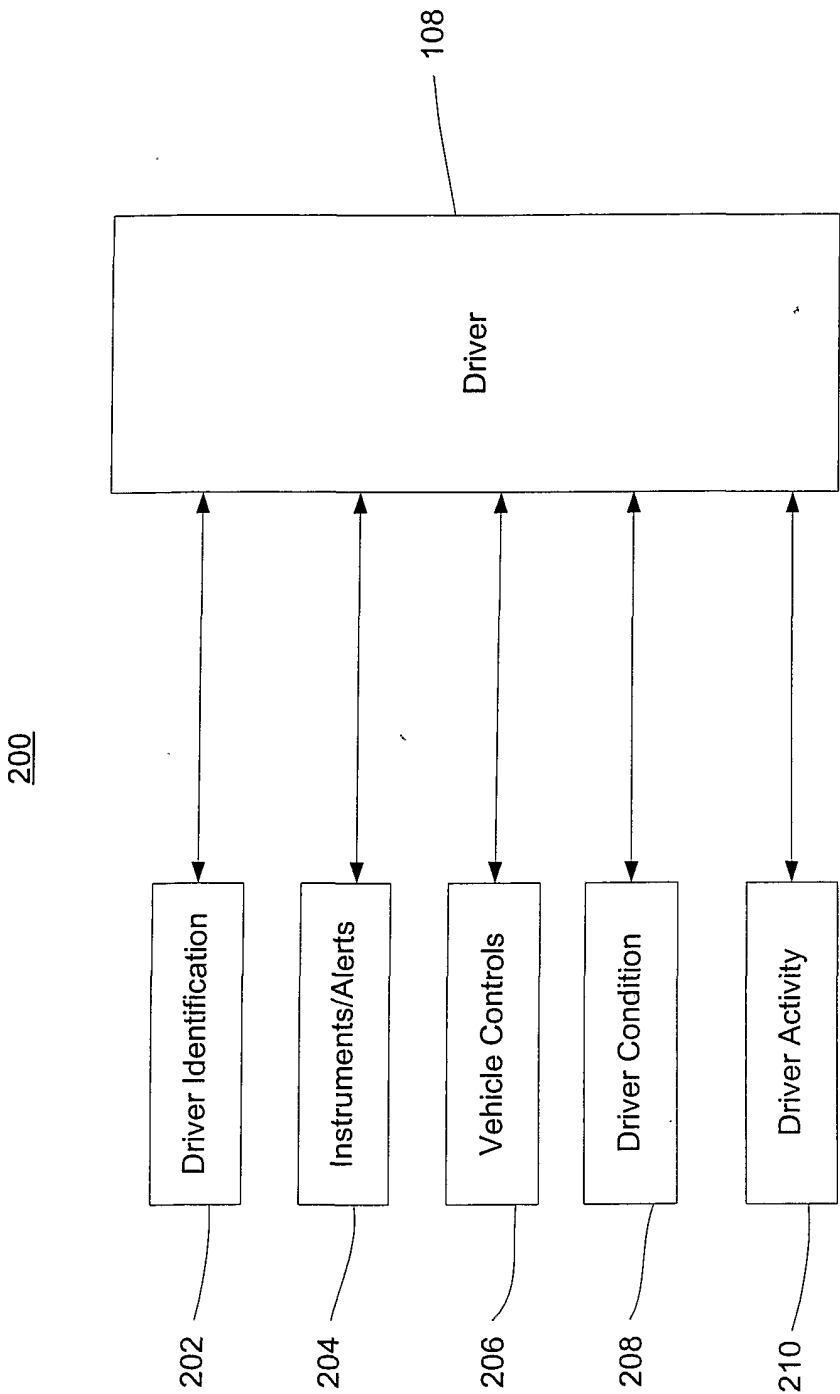 200
108
Driver
Driver Identification
Instruments/Alerts
Vehicle Controls
Driver Condition
Driver Activity
202
204
206
208
210